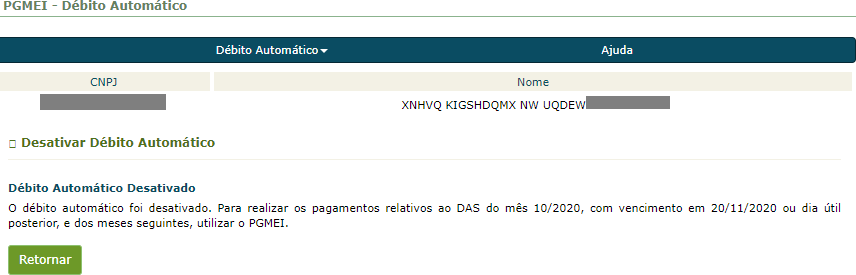 PGMEI - Débito Automático
Débito Automático Ajuda
CNPJ Nome
XNHVQ KIGSHDQMX NW UQDEW
Desativar Débito Automático
Débito Automático Desativado
O débito automático foi desativado. Para realizar os pagamentos relativos ao DAS do mês 10/2020, com vencimento em 20/11/2020 ou dia útil
posterior, e dos meses seguintes, utilizar o PGMEI.
Retornar